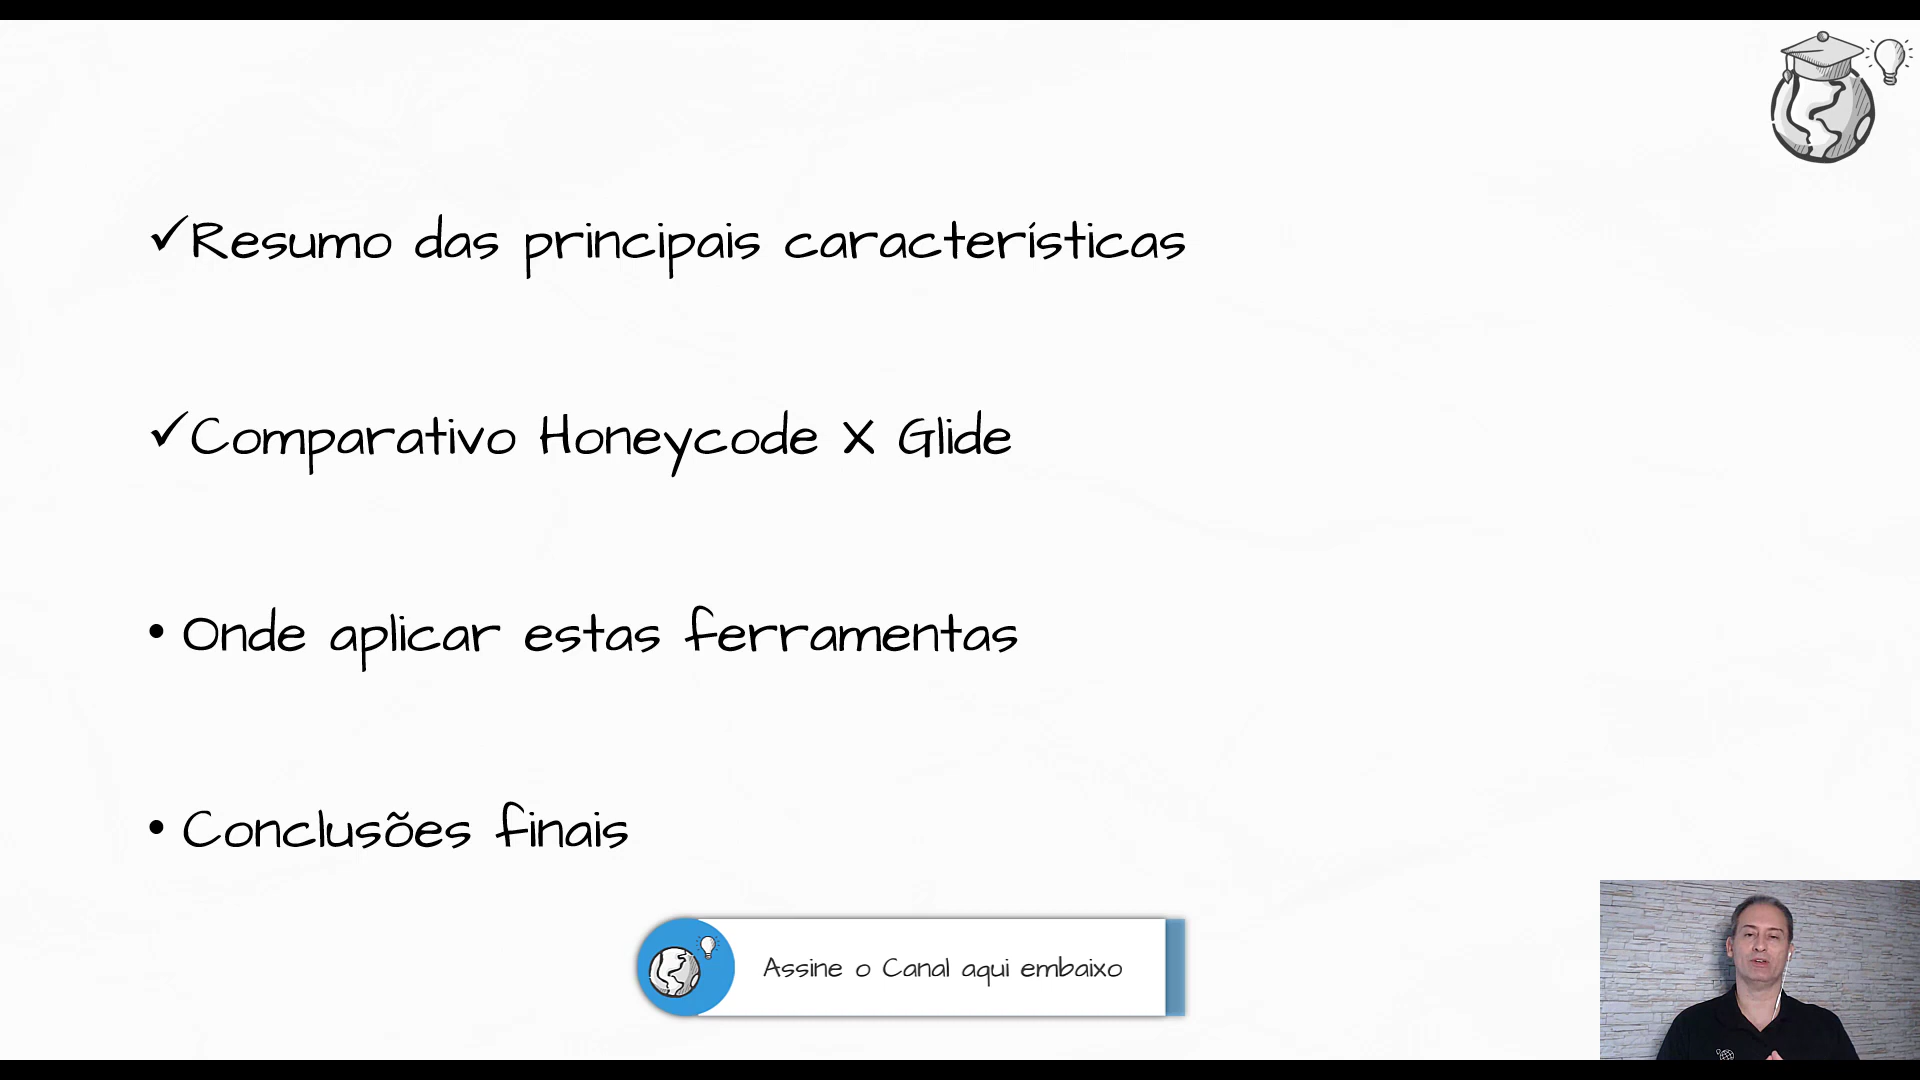 ✓Resumo das principais características
✓Comparativo Honeycode X Glide
• Onde aplicar estas ferramentas
• Conclusões finais
Assine o Canal aqui embaixo